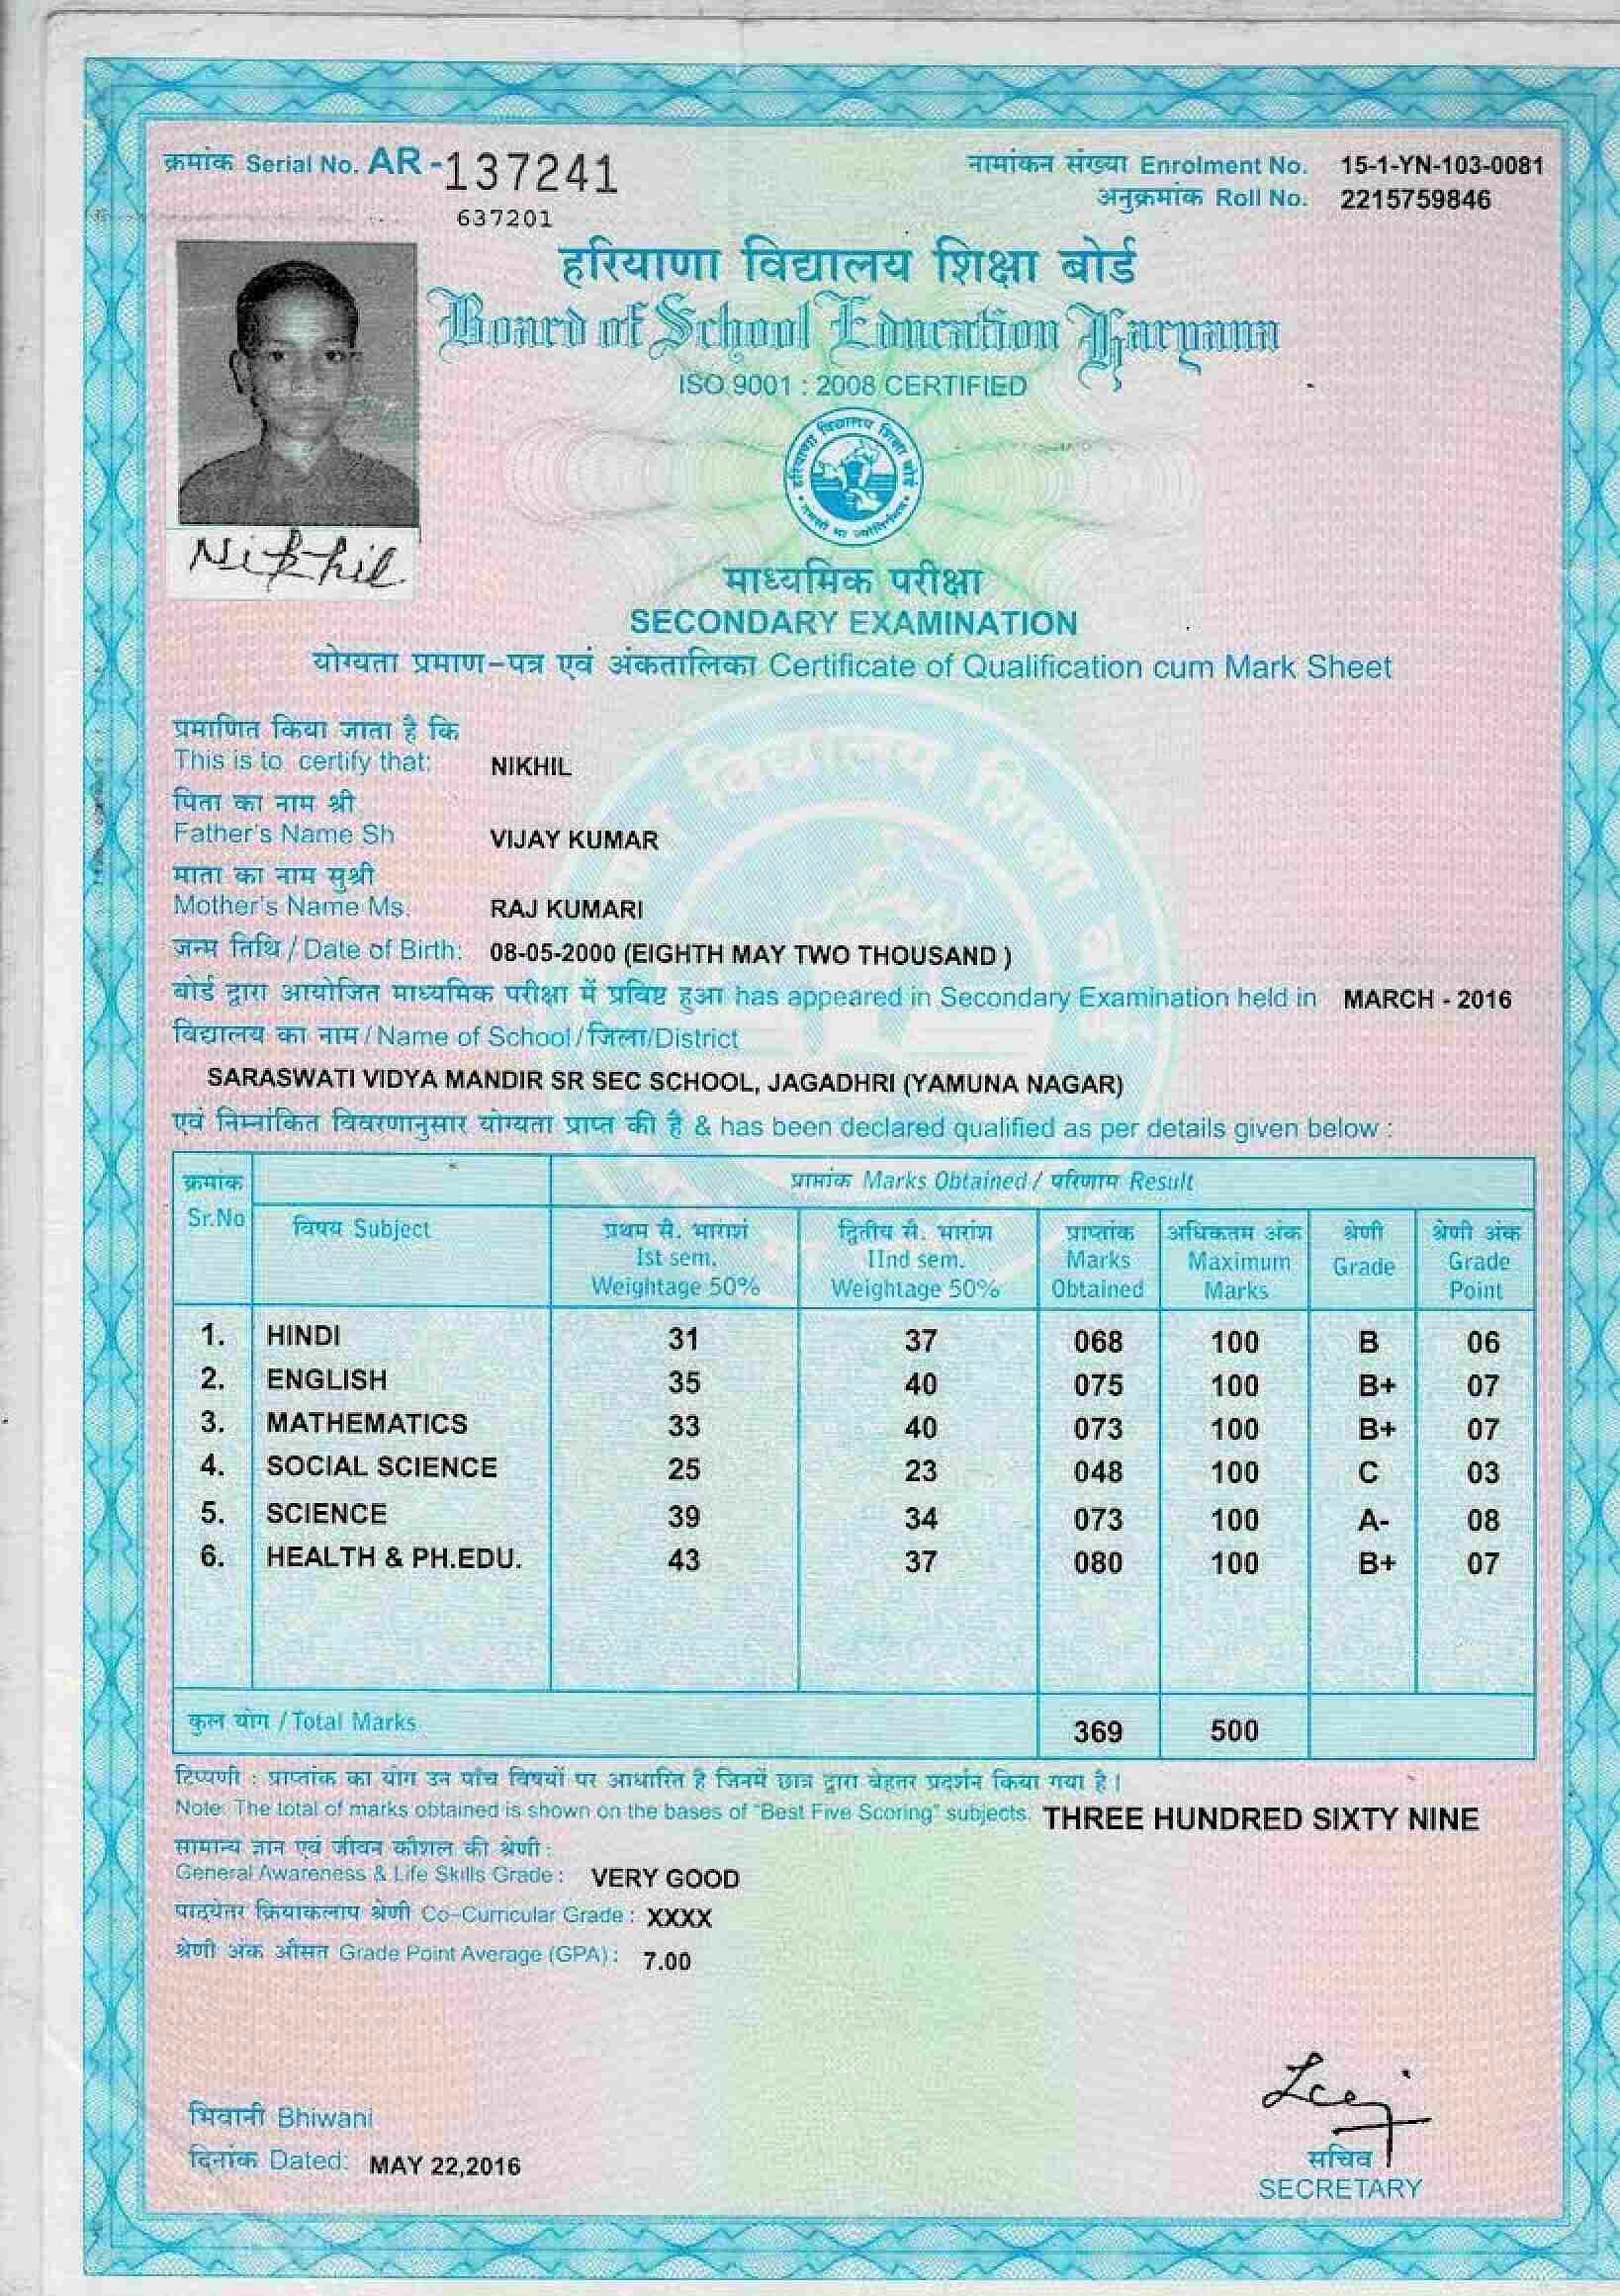 क्रमांक Serial No. AR-137241 नामांकन संख्या Enrolment No. 15-1-YN-103-0081
637201 अनुक्रमांक Roll No. 2215759846
हरियाणा विद्यालय शिक्षा बोर्ड
Board of School Education Haryana
ISO 9001 : 2008 CERTIFIED
हरियाणा विद्यालय शिक्षा बोर्ड
Nikhil
माध्यमिक परीक्षा
SECONDARY EXAMINATION
योग्यता प्रमाण-पत्र एवं अंकतालिका Certificate of Qualification cum Mark Sheet
प्रमाणित किया जाता है कि
This is to certify that: NIKHIL
पिता का नाम श्री
Father's Name Sh VIJAY KUMAR
माता का नाम सुश्री
Mother's Name Ms. RAJ KUMARI
जन्म तिथि / Date of Birth: 08-05-2000 (EIGHTH MAY TWO THOUSAND )
बोर्ड द्वारा आयोजित माध्यमिक परीक्षा में प्रविष्ट हुआ has appeared in Secondary Examination held in MARCH - 2016
विद्यालय का नाम / Name of School / जिला/District
SARASWATI VIDYA MANDIR SR SEC SCHOOL, JAGADHRI (YAMUNA NAGAR)
एवं निम्नांकित विवरणानुसार योग्यता प्राप्त की है & has been declared qualified as per details given below :
क्रमांक प्राप्तांक Marks Obtained / परिणाम Result
Sr.No विषय Subject प्रथम सै. भारांश द्वितीय सै. भारांश प्राप्तांक अधिकतम अंक श्रेणी श्रेणी अंक
Ist sem. IInd sem. Marks Maximum Grade Grade
Weightage 50% Weightage 50% Obtained Marks Point
1. HINDI 31 37 068 100 B 06
2. ENGLISH 35 40 075 100 B+ 07
3. MATHEMATICS 33 40 073 100 B+ 07
4. SOCIAL SCIENCE 25 23 048 100 C 03
5. SCIENCE 39 34 073 100 A- 08
6. HEALTH & PH.EDU. 43 37 080 100 B+ 07
कुल योग / Total Marks 369 500
टिप्पणी : प्राप्तांक का योग उन पाँच विषयों पर आधारित है जिनमें छात्र द्वारा बेहतर प्रदर्शन किया गया है।
Note: The total of marks obtained is shown on the bases of "Best Five Scoring" subjects. THREE HUNDRED SIXTY NINE
सामान्य ज्ञान एवं जीवन कौशल की श्रेणी :
General Awareness & Life Skills Grade : VERY GOOD
पाठ्येतर क्रियाकलाप श्रेणी Co-Curricular Grade : XXXX
श्रेणी अंक औसत Grade Point Average (GPA) : 7.00
भिवानी Bhiwani
दिनांक Dated: MAY 22,2016
सचिव
SECRETARY